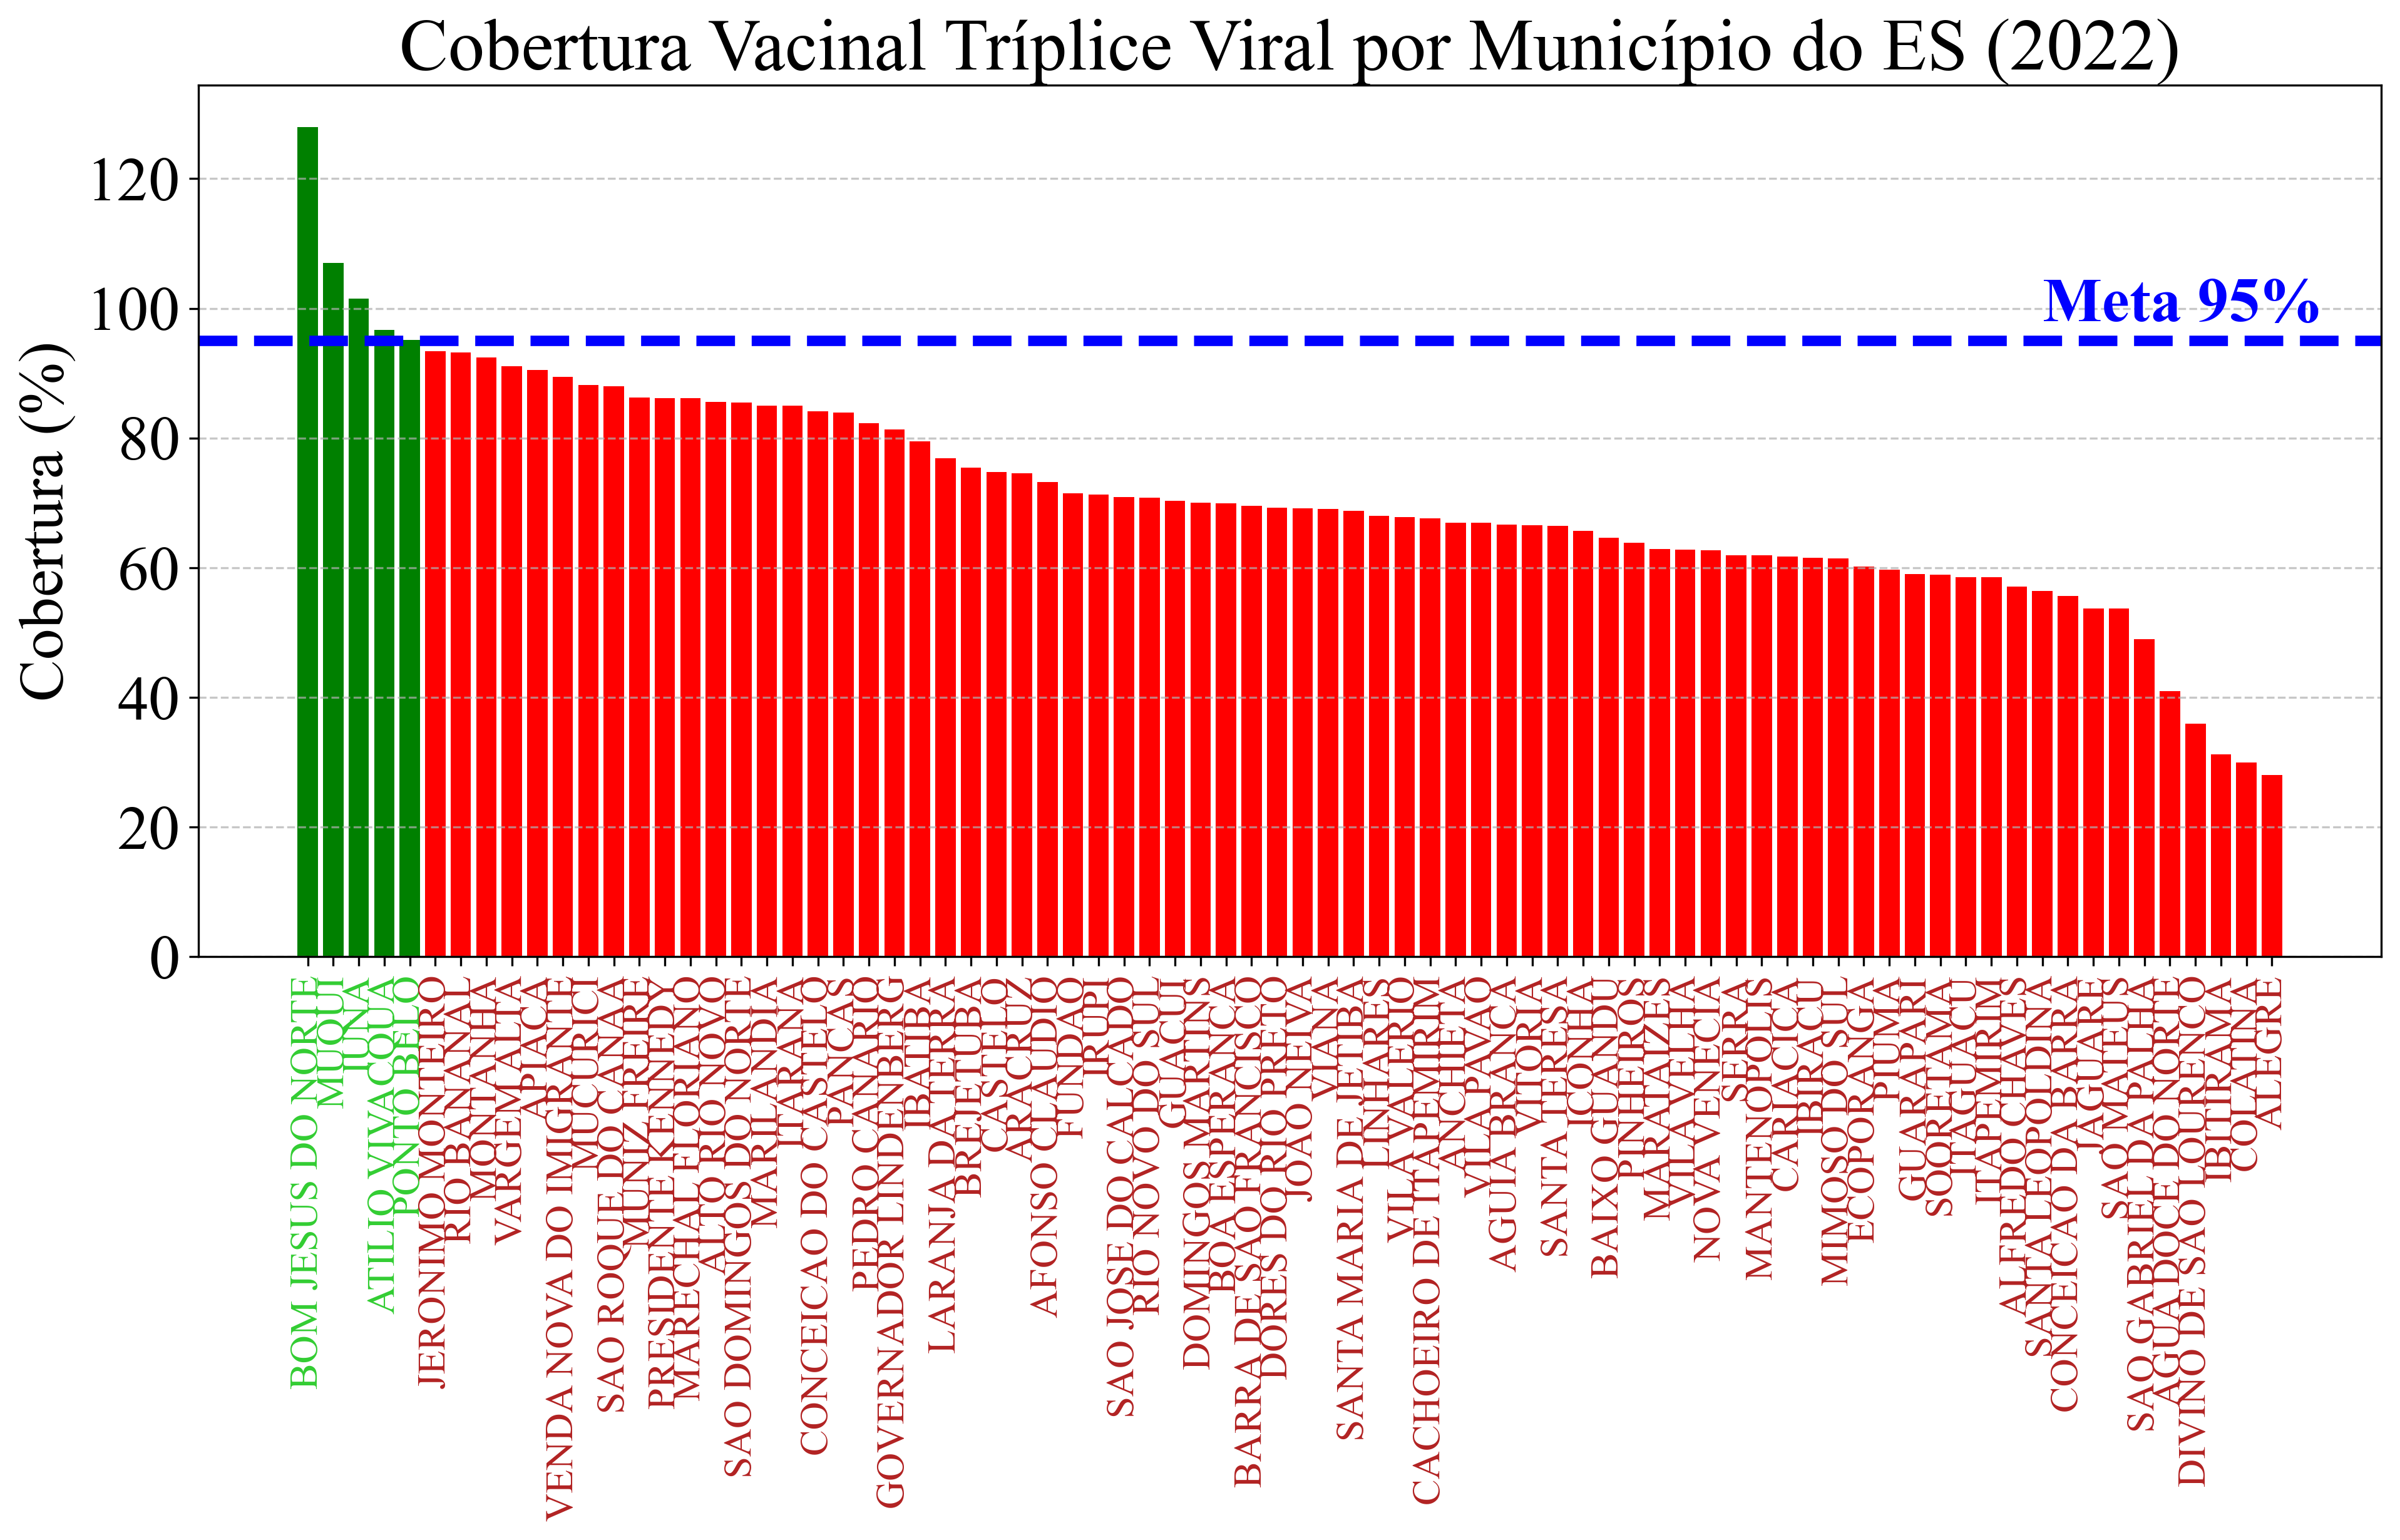 Cobertura Vacinal Tríplice Viral por Município do ES (2022)
Cobertura (%)
120
100
80
60
40
20
0
Meta 95%
BOM JESUS DO NORTE
MUQUI
IUNA
ATILIO VIVACQUA
PONTO BELO
JERONIMO MONTEIRO
RIO BANANAL
MONTANHA
VARGEM ALTA
APIACA
VENDA NOVA DO IMIGRANTE
MUCURICI
SAO ROQUE DO CANAA
MUNIZ FREIRE
PRESIDENTE KENNEDY
MARECHAL FLORIANO
ALTO RIO NOVO
SAO DOMINGOS DO NORTE
MARILANDIA
ITARANA
CONCEICAO DO CASTELO
PANCAS
PEDRO CANARIO
GOVERNADOR LINDENBERG
IBATIBA
LARANJA DA TERRA
BREJETUBA
CASTELO
ARACRUZ
AFONSO CLAUDIO
FUNDAO
IRUPI
SAO JOSE DO CALCADO
RIO NOVO DO SUL
GUACUI
DOMINGOS MARTINS
BOA ESPERANCA
BARRA DE SAO FRANCISCO
DORES DO RIO PRETO
JOAO NEIVA
VIANA
SANTA MARIA DE JETIBA
LINHARES
VILA VALERIO
CACHOEIRO DE ITAPEMIRIM
ANCHIETA
VILA PAVAO
AGUIA BRANCA
VITORIA
SANTA TERESA
ICONHA
BAIXO GUANDU
PINHEIROS
MARATAIZES
VILA VELHA
NOVA VENECIA
SERRA
MANTENOPOLIS
CARIACICA
IBIRACU
MIMOSO DO SUL
ECOPORANGA
PIUMA
GUARAPARI
SOORETAMA
ITAGUACU
ITAPEMIRIM
ALFREDO CHAVES
SANTA LEOPOLDINA
CONCEICAO DA BARRA
JAGUARE
SAO MATEUS
SAO GABRIEL DA PALHA
AGUA DOCE DO NORTE
DIVINO DE SAO LOURENCO
IBITIRAMA
COLATINA
ALEGRE